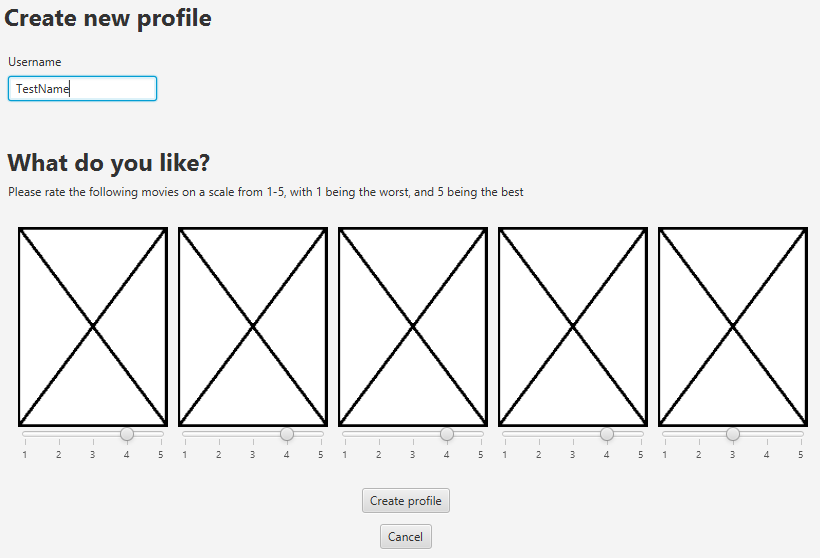 Create new profile
Username
TestName
What do you like?
Please rate the following movies on a scale from 1-5, with 1 being the worst, and 5 being the best
1 2 3 4 5 1 2 3 4 5 1 2 3 4 5 1 2 3 4 5 1 2 3 4 5
Create profile
Cancel